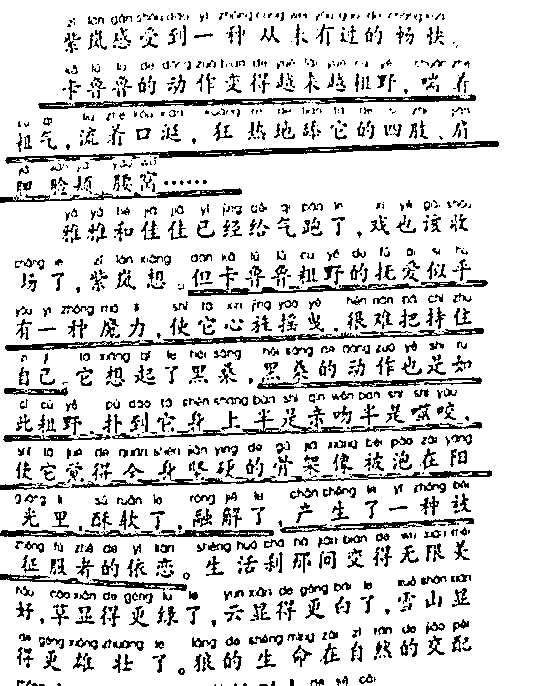 紫岚感受到一种从未有过的畅快。
卡鲁鲁的动作变得越来越粗野，喘着
粗气，流着口涎，狂热地舔它的四肢、肩
胛、脸颊、腰窝……
雅雅和佳佳已经给气跑了，戏也该收
场了，紫岚想。但卡鲁鲁粗野的抚爱似乎
有一种魔力，使它心旌摇曳，很难把持住
自己。它想起了黑桑，黑桑的动作也是如
此粗野，扑到它身上半是亲吻半是噬咬，
使它觉得全身坚硬的骨架像被泡在阳
光里，酥软了，融解了，产生了一种被
征服者的依恋。生活刹那间变得无限美
好，草显得更绿了，云显得更白了，雪山显
得更雄壮了。狼的生命在自然的交配